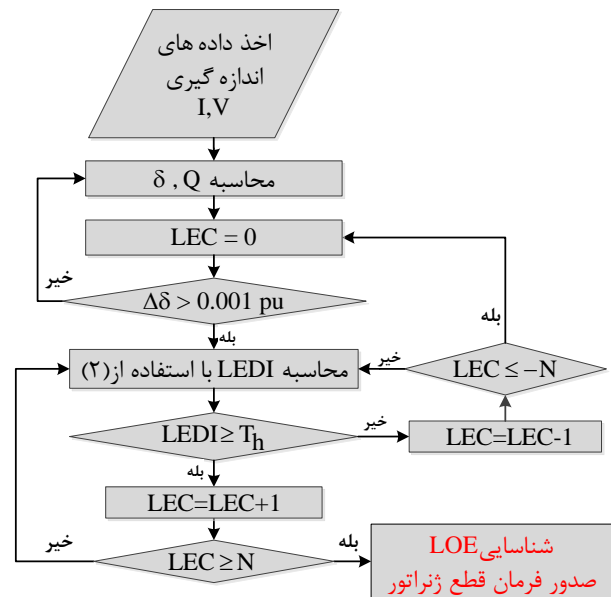 اخذ داده های
اندازه گیری
I,V
محاسبه δ , Q
LEC = 0
خیر
Δδ > 0.001 pu
بله
بله
محاسبه LEDI با استفاده از(۲)
خیر
LEC ≤ −N
LEDI ≥ Th
خیر
LEC=LEC-1
بله
LEC=LEC+1
خیر
LEC ≥ N
بله
شناسایی LOE
صدور فرمان قطع ژنراتور